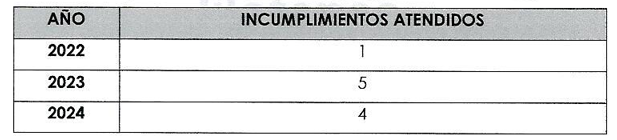 AÑO INCUMPLIMIENTOS ATENDIDOS
2022 1
2023 5
2024 4